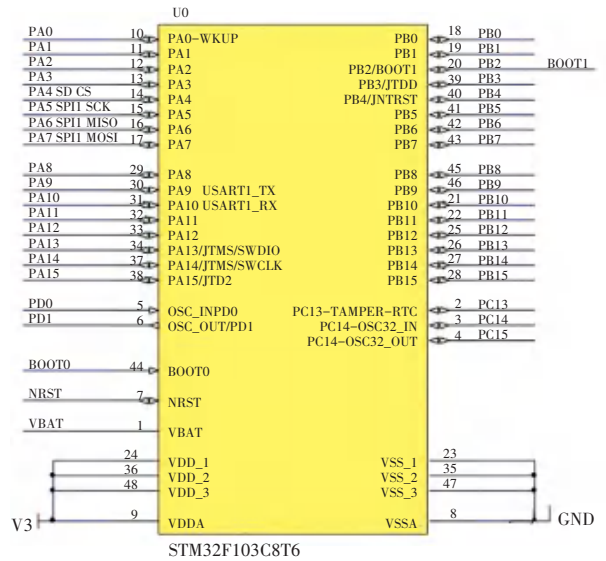 U0
PA0 10 PA0-WKUP PB0 18 PB0
PA1 11 PA1 PB1 19 PB1
PA2 12 PA2 PB2/BOOT1 20 PB2 BOOT1
PA3 13 PA3 PB3/JTDD 39 PB3
PA4 SD CS 14 PA4 PB4/JNTRST 40 PB4
PA5 SPI1 SCK 15 PA5 PB5 41 PB5
PA6 SPI1 MISO 16 PA6 PB6 42 PB6
PA7 SPI1 MOSI 17 PA7 PB7 43 PB7
PA8 29 PA8 PB8 45 PB8
PA9 30 PA9 USART1_TX PB9 46 PB9
PA10 31 PA10 USART1_RX PB10 21 PB10
PA11 32 PA11 PB11 22 PB11
PA12 33 PA12 PB12 25 PB12
PA13 34 PA13/JTMS/SWDIO PB13 26 PB13
PA14 37 PA14/JTMS/SWCLK PB14 27 PB14
PA15 38 PA15/JTD2 PB15 28 PB15
PD0 5 OSC_INPD0 PC13-TAMPER-RTC 2 PC13
PD1 6 OSC_OUT/PD1 PC14-OSC32_IN 3 PC14
PC14-OSC32_OUT 4 PC15
BOOT0 44 BOOT0
NRST 7 NRST
VBAT 1 VBAT
24 VDD_1 VSS_1 23
36 VDD_2 VSS_2 35
48 VDD_3 VSS_3 47
V3 9 VDDA VSSA 8 GND
STM32F103C8T6